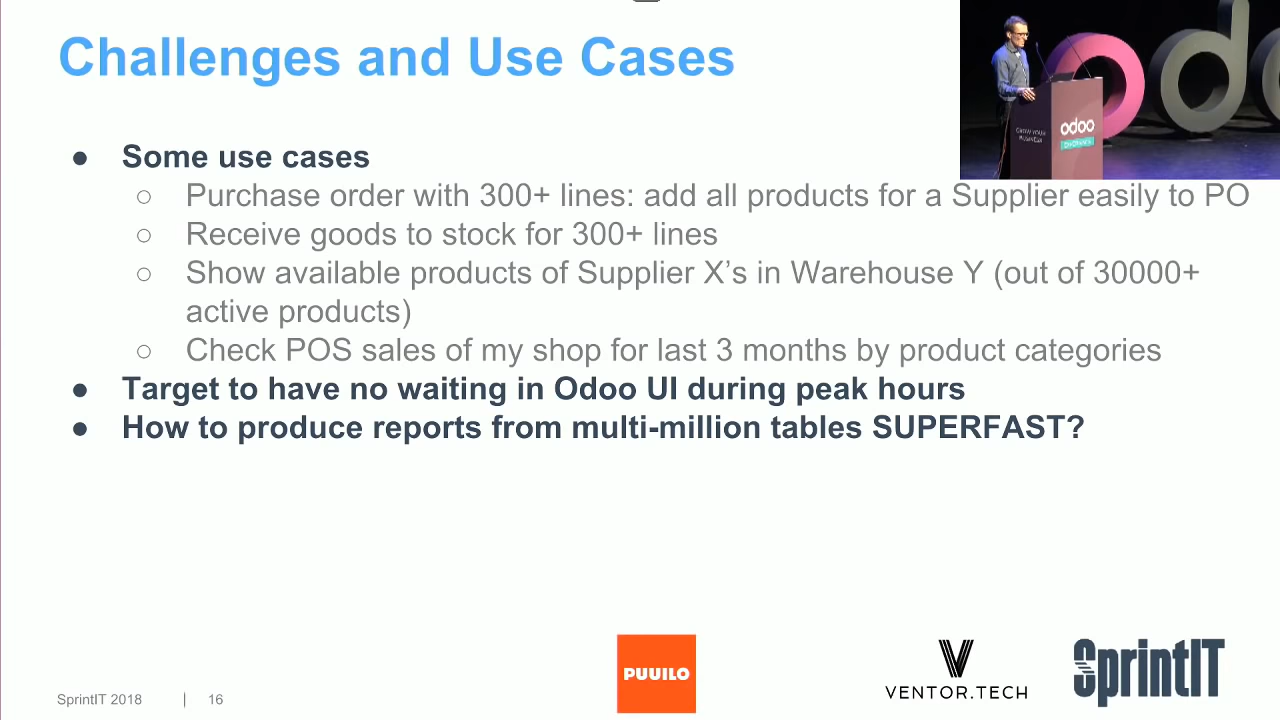 Challenges and Use Cases
● Some use cases
○ Purchase order with 300+ lines: add all products for a Supplier easily to PO
○ Receive goods to stock for 300+ lines
○ Show available products of Supplier X’s in Warehouse Y (out of 30000+
active products)
○ Check POS sales of my shop for last 3 months by product categories
● Target to have no waiting in Odoo UI during peak hours
● How to produce reports from multi-million tables SUPERFAST?
odoo
SprintIT 2018 | 16
PUUILO
VENTOR.TECH
SprintIT